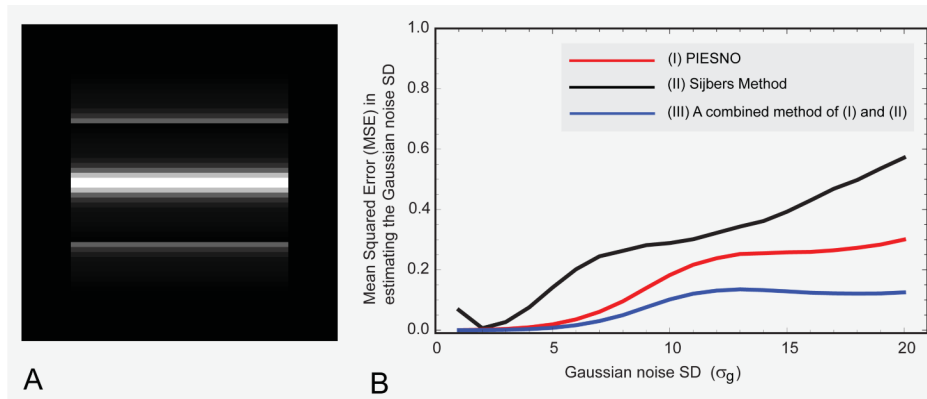 A
B
Mean Squared Error (MSE) in
estimating the Gaussian noise SD
1.0
0.8
0.6
0.4
0.2
0.0
(I) PIESNO
(II) Sijbers Method
(III) A combined method of (I) and (II)
0
5
10
15
20
Gaussian noise SD (σg)